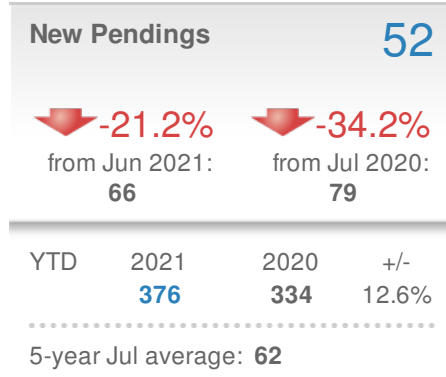 New Pendings 52
-21.2% -34.2%
from Jun 2021: from Jul 2020:
66 79
YTD 2021 2020 +/-
376 334 12.6%
5-year Jul average: 62